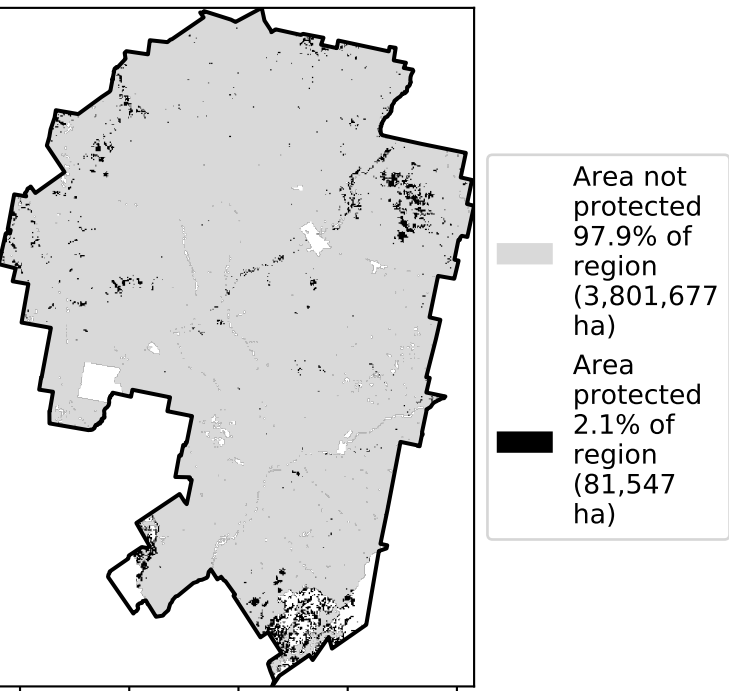 Area not
protected
97.9% of
region
(3,801,677
ha)
Area
protected
2.1% of
region
(81,547
ha)